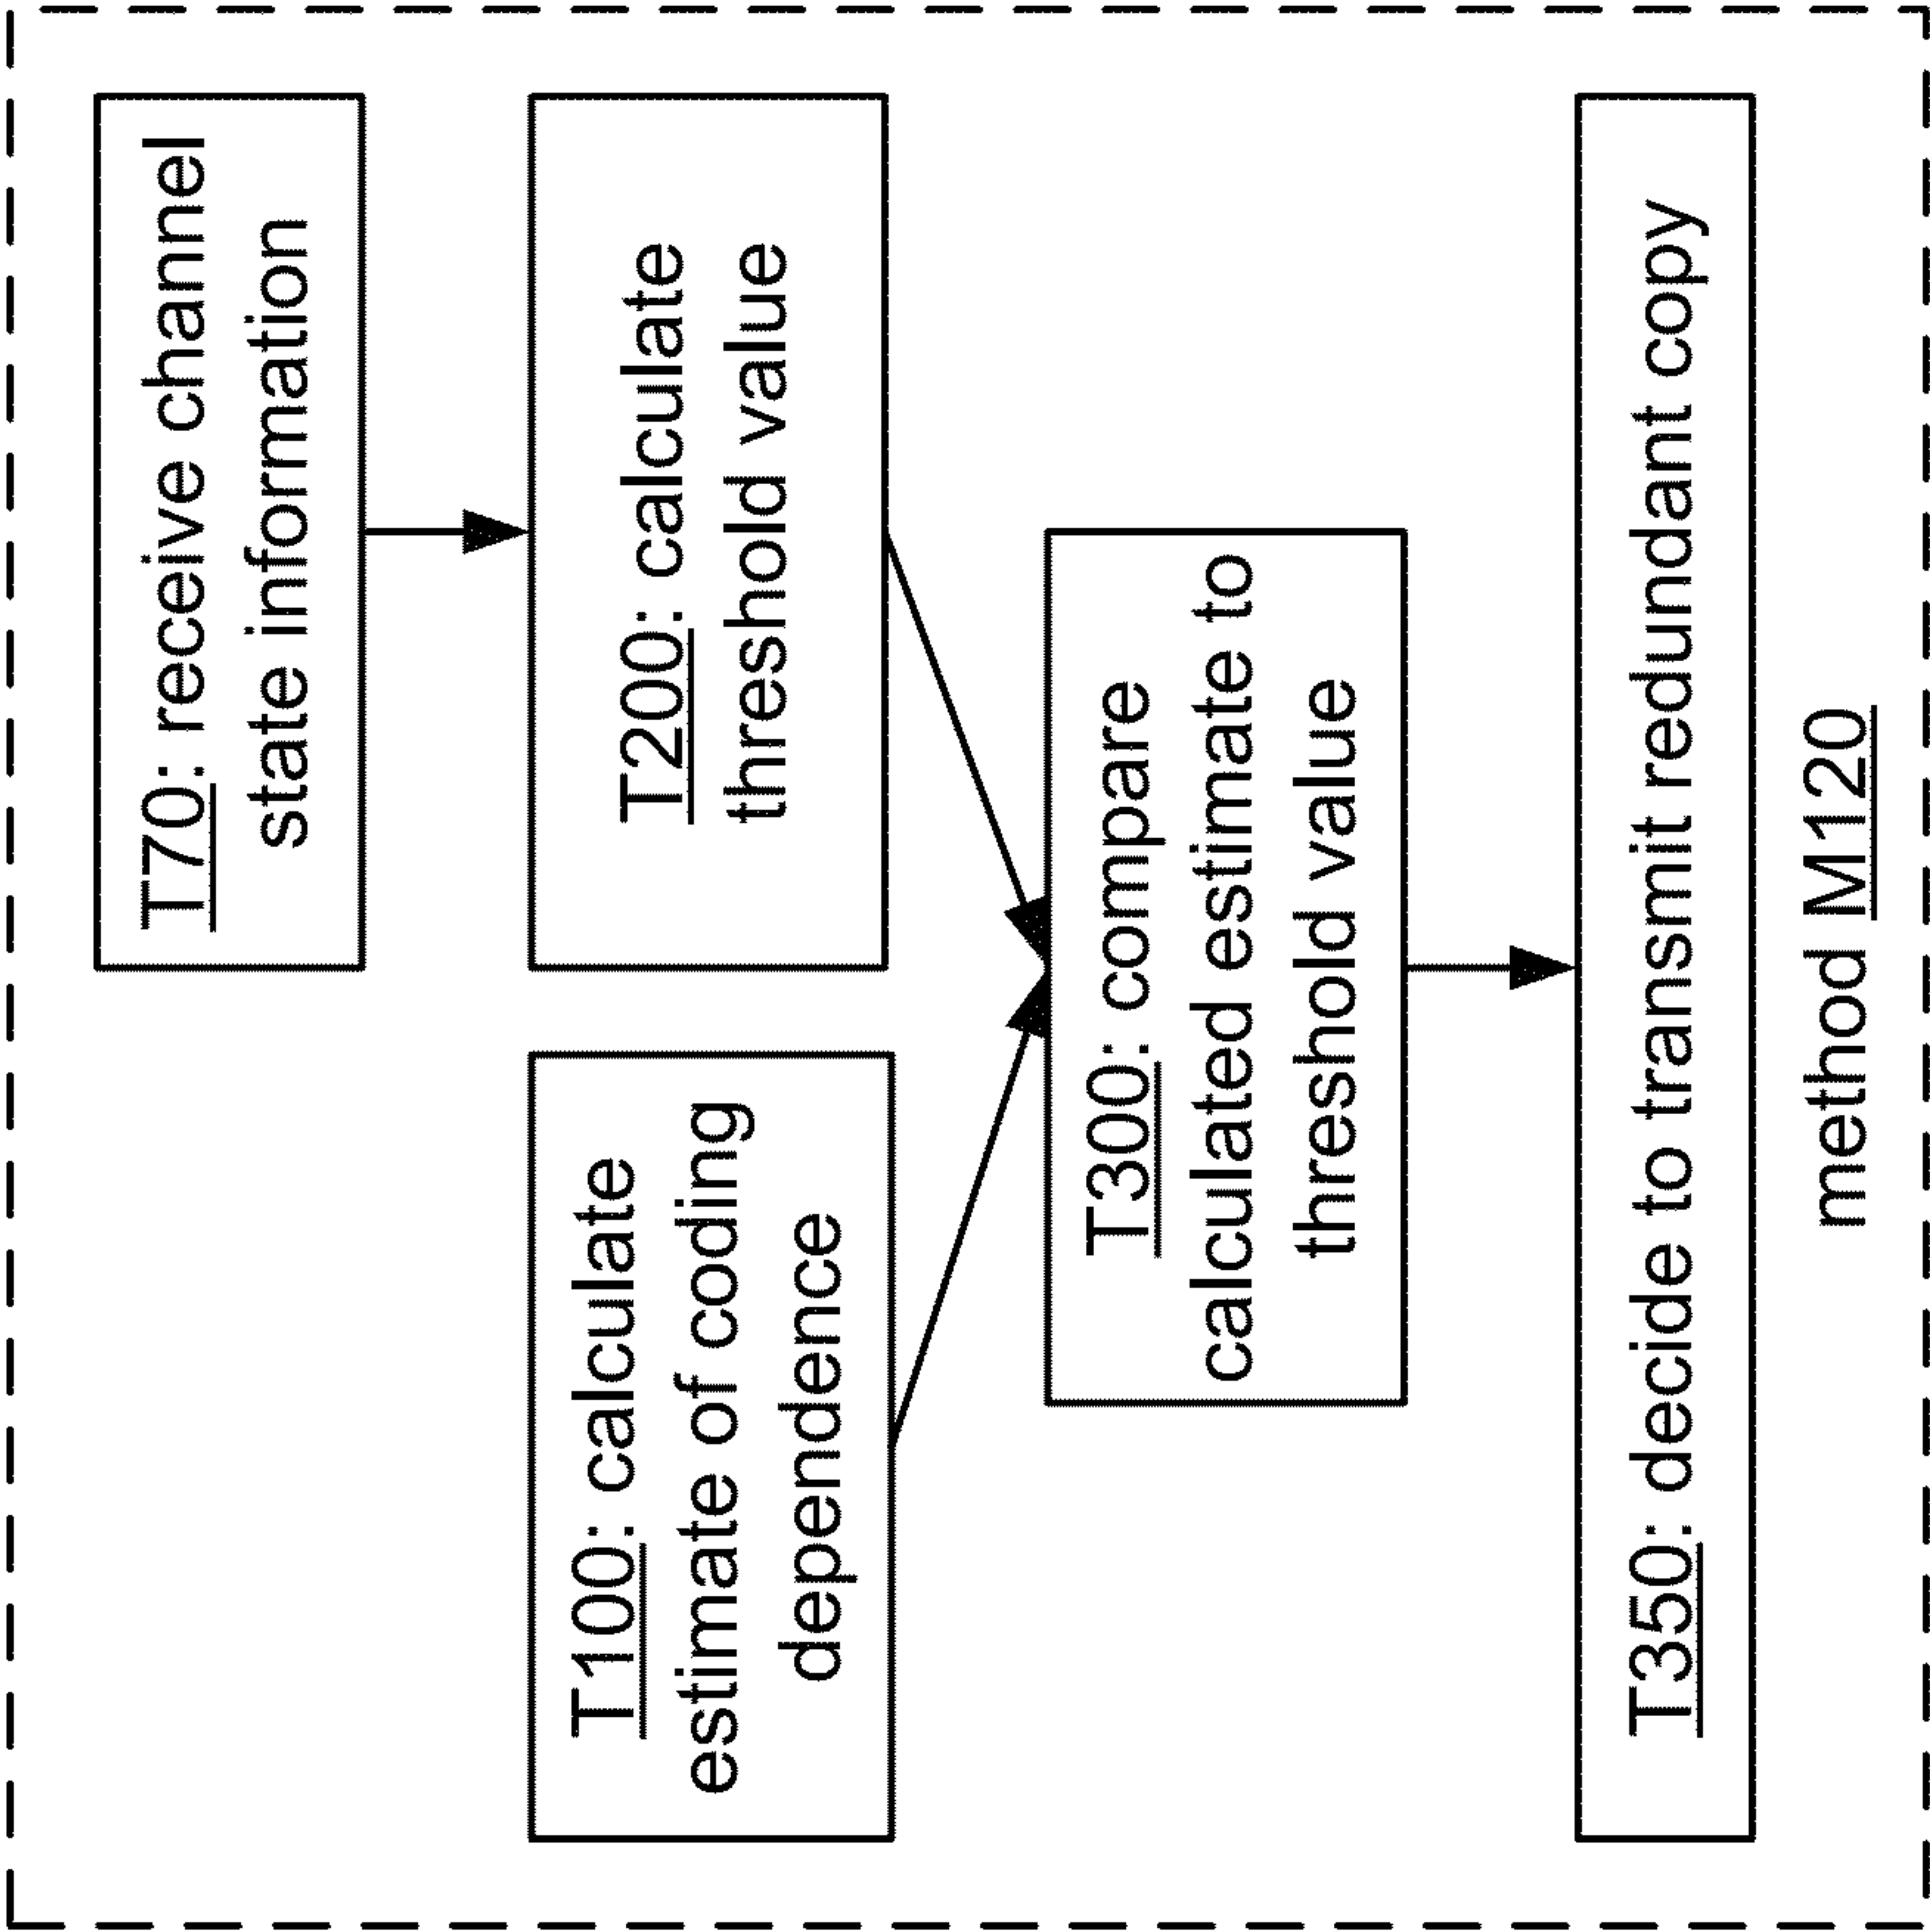 T70: receive channel
state information
T100: calculate
estimate of coding
dependence
T200: calculate
threshold value
T300: compare
calculated estimate to
threshold value
T350: decide to transmit redundant copy
method M120